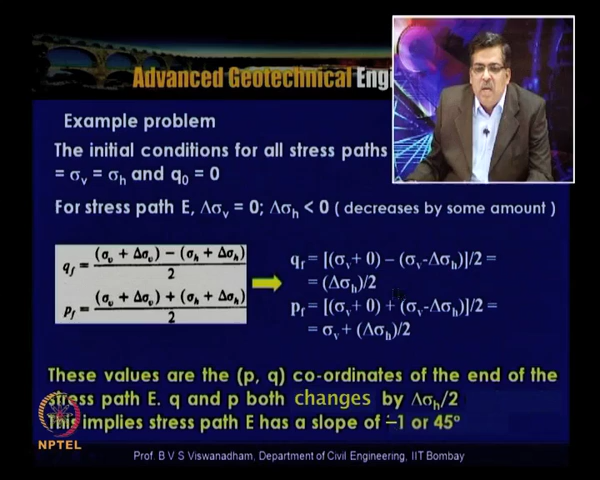 Advanced Geotechnical Eng
Example problem
The initial conditions for all stress paths
= σv = σh and q0 = 0
For stress path E, Δσv = 0; Δσh < 0 ( decreases by some amount )
qf = (σv + Δσv) − (σh + Δσh) / 2
qf = [(σv+ 0) – (σv-Δσh)]/2 =
= (Δσh)/2
pf = (σv + Δσv) + (σh + Δσh) / 2
pf = [(σv+ 0) + (σv-Δσh)]/2 =
= σv + (Δσh)/2
These values are the (p, q) co-ordinates of the end of the
stress path E. q and p both changes by Δσh/2
This implies stress path E has a slope of –1 or 45o
NPTEL
Prof. B V S Viswanadham, Department of Civil Engineering, IIT Bombay